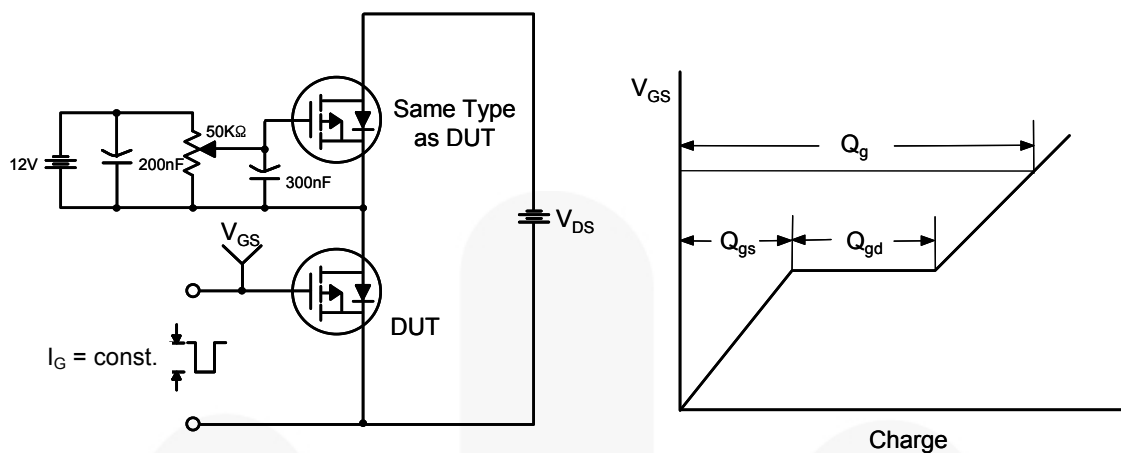 Same Type
as DUT
50KΩ
12V
200nF
300nF
V_GS
V_DS
DUT
I_G = const.
V_GS
Q_g
Q_gs
Q_gd
Charge